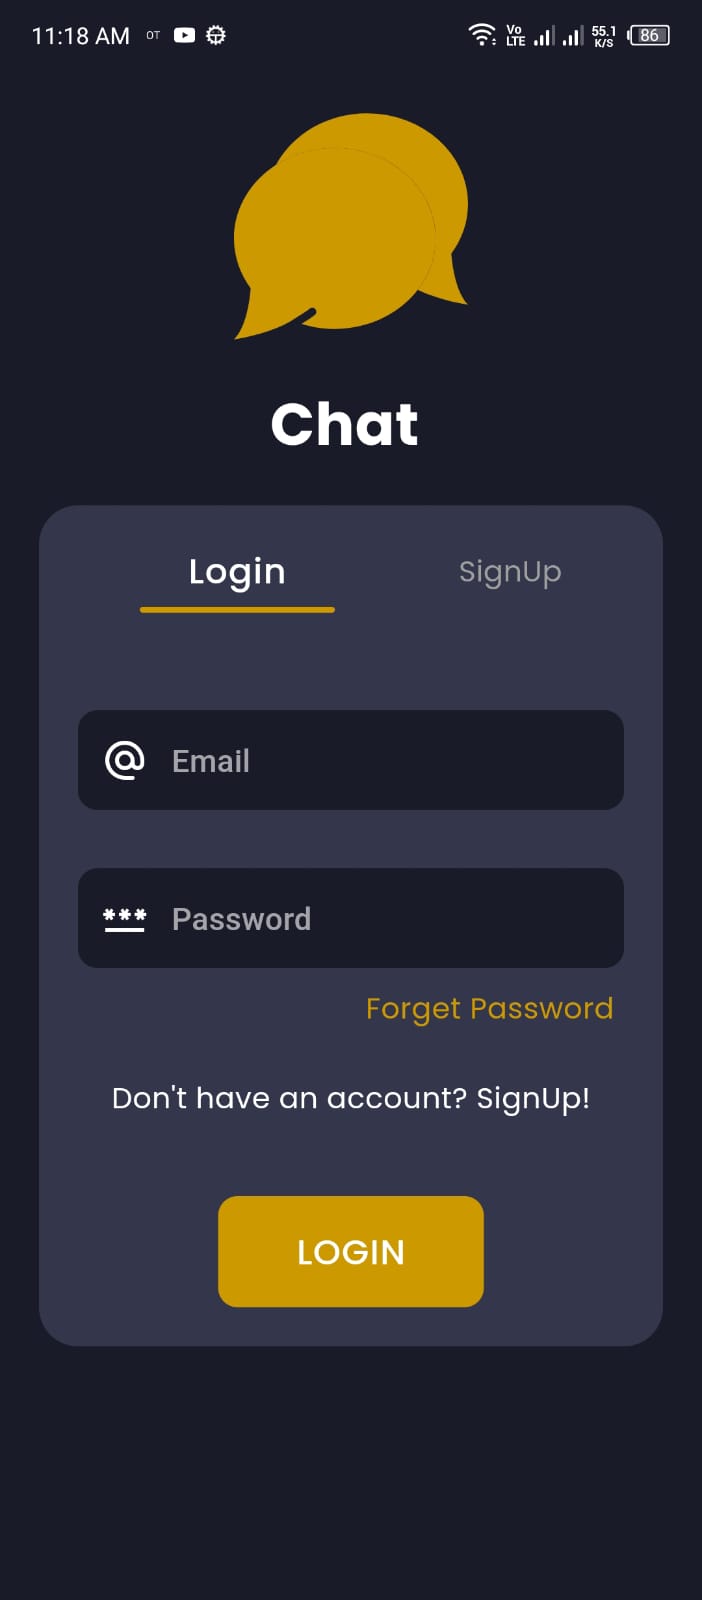 11:18 AM OT Vo LTE 55.1 K/S 86
Chat
Login SignUp
@ Email
*** Password
Forget Password
Don't have an account? SignUp!
LOGIN